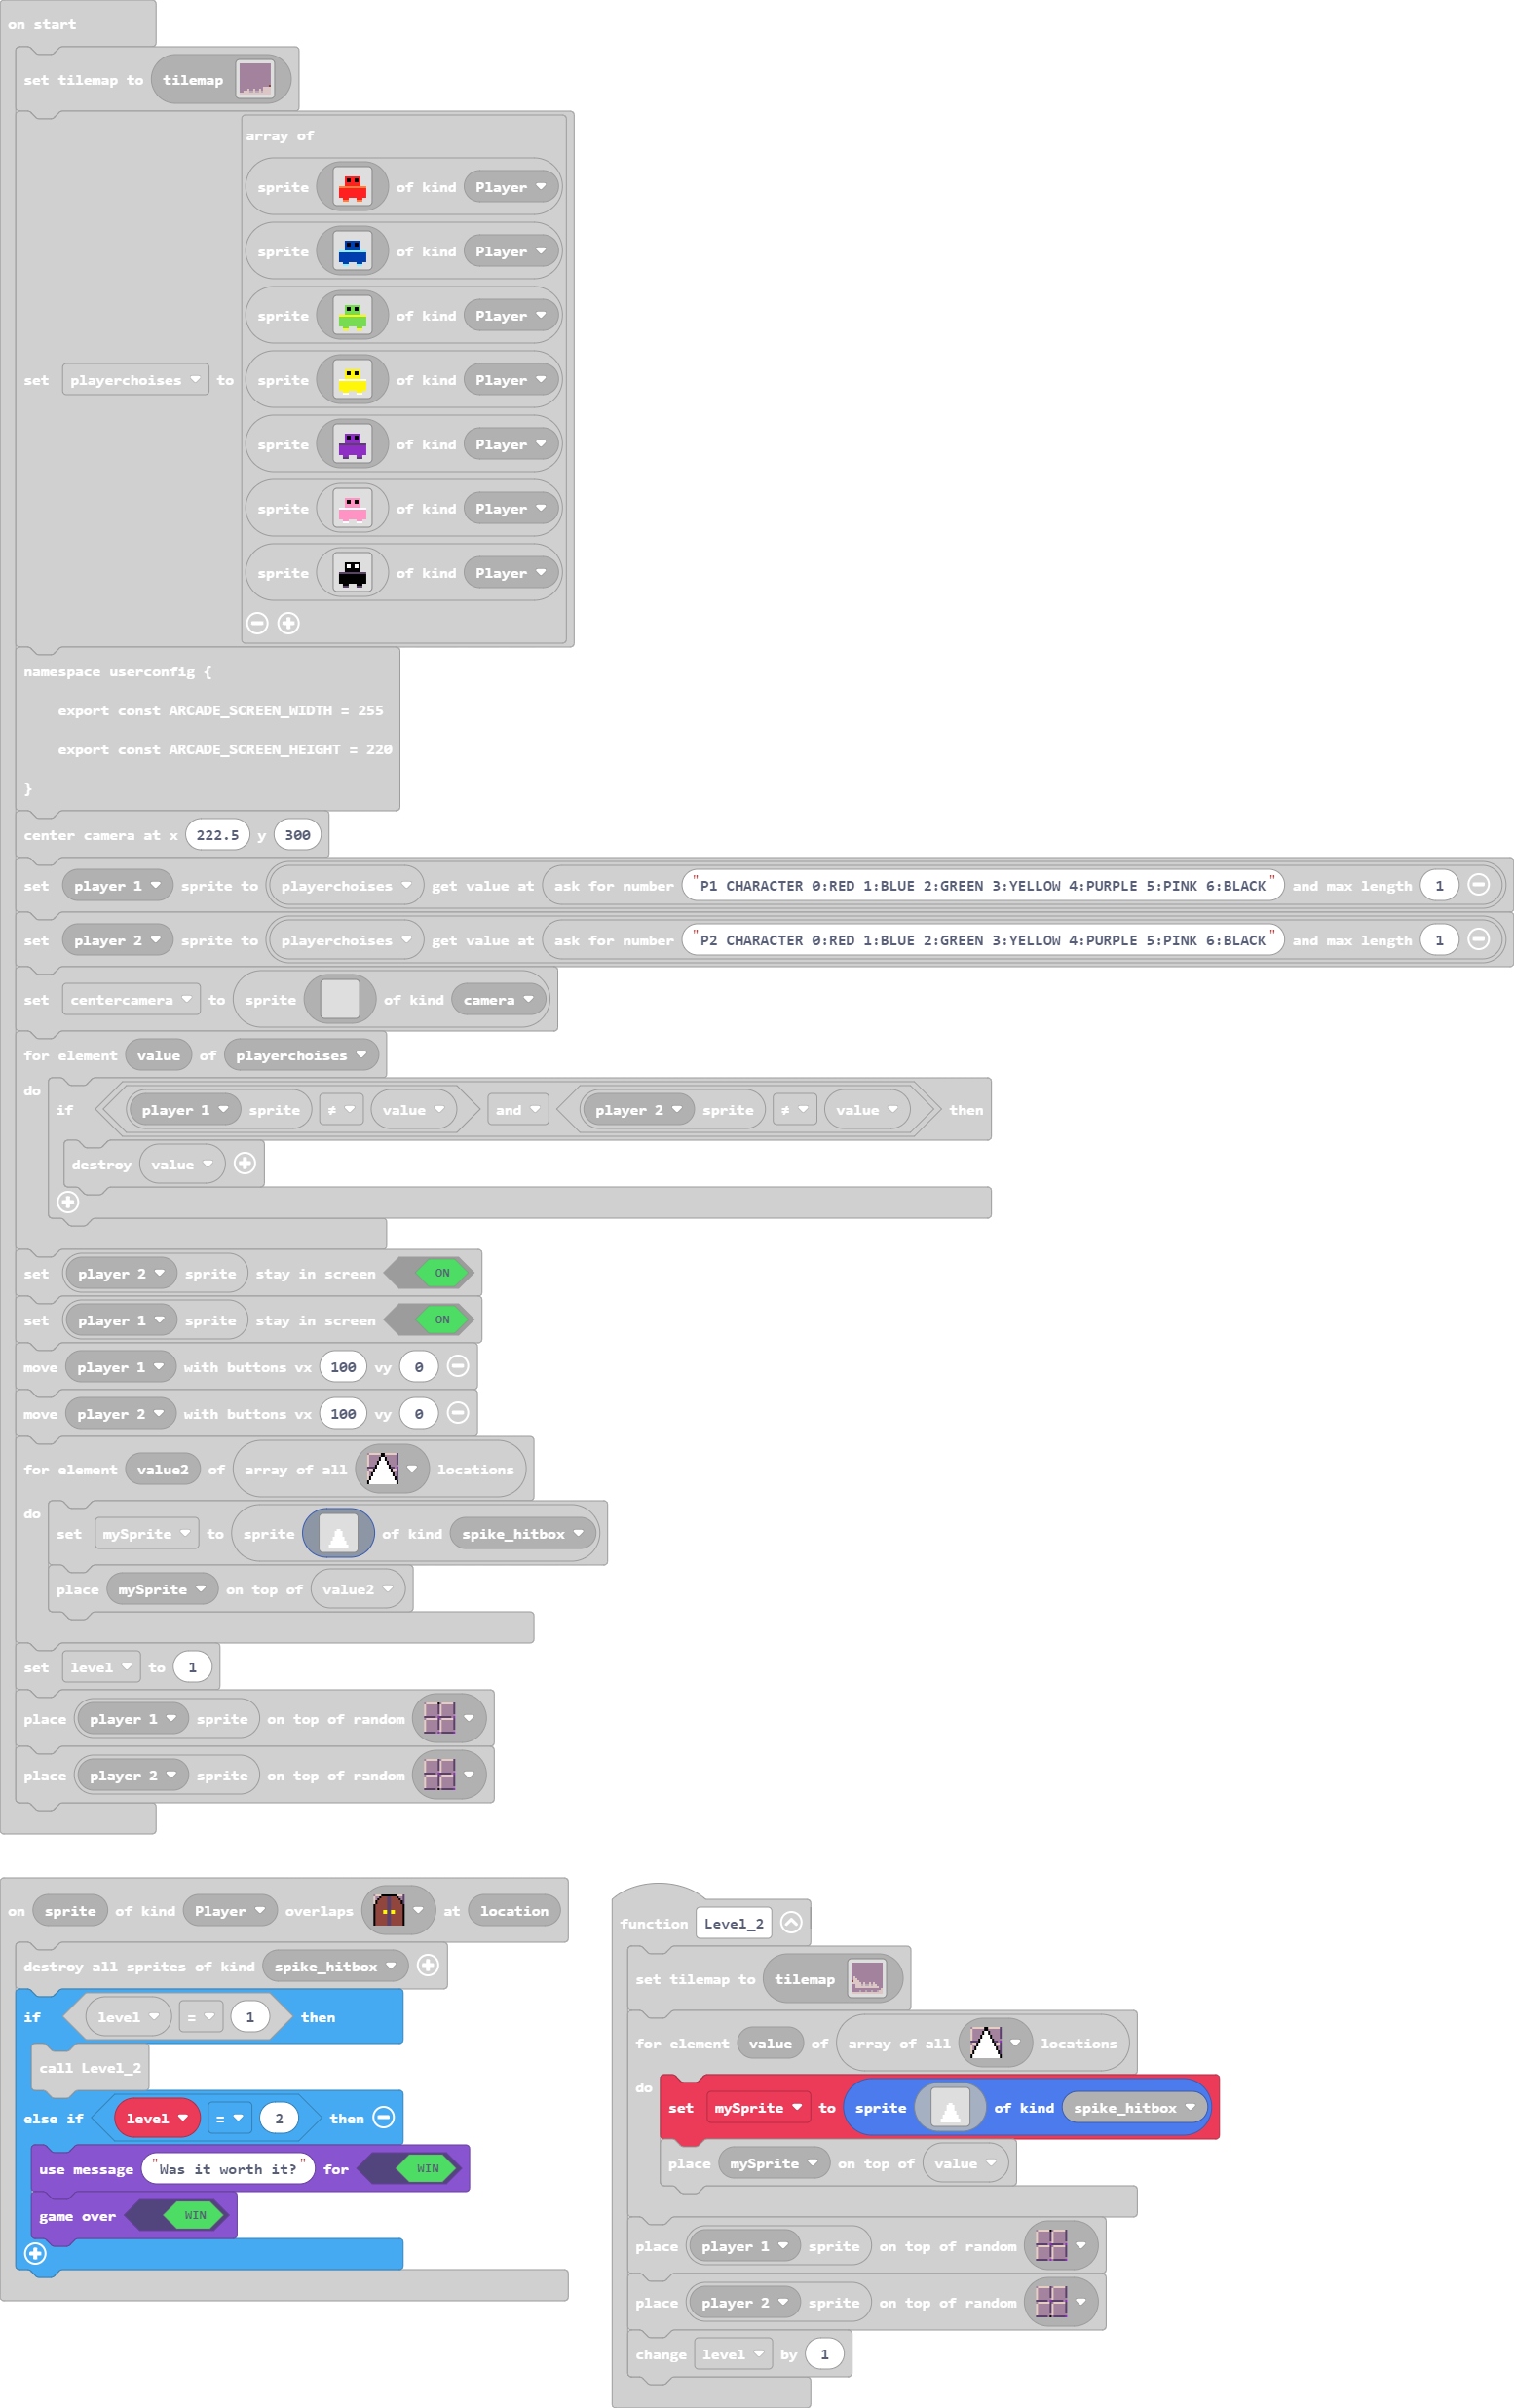 on start
set tilemap to tilemap
array of
sprite of kind Player
sprite of kind Player
sprite of kind Player
set playerchoises to sprite of kind Player
sprite of kind Player
sprite of kind Player
sprite of kind Player
namespace userconfig {
export const ARCADE_SCREEN_WIDTH = 255
export const ARCADE_SCREEN_HEIGHT = 220
}
center camera at x 222.5 y 300
set player 1 sprite to playerchoises get value at ask for number "P1 CHARACTER 0:RED 1:BLUE 2:GREEN 3:YELLOW 4:PURPLE 5:PINK 6:BLACK" and max length 1
set player 2 sprite to playerchoises get value at ask for number "P2 CHARACTER 0:RED 1:BLUE 2:GREEN 3:YELLOW 4:PURPLE 5:PINK 6:BLACK" and max length 1
set centercamera to sprite of kind camera
for element value of playerchoises
do
if player 1 sprite ≠ value and player 2 sprite ≠ value then
destroy value
set player 2 sprite stay in screen ON
set player 1 sprite stay in screen ON
move player 1 with buttons vx 100 vy 0
move player 2 with buttons vx 100 vy 0
for element value2 of array of all locations
do
set mySprite to sprite of kind spike_hitbox
place mySprite on top of value2
set level to 1
place player 1 sprite on top of random
place player 2 sprite on top of random
on sprite of kind Player overlaps at location
destroy all sprites of kind spike_hitbox
if level = 1 then
call Level_2
else if level = 2 then
use message "Was it worth it?" for WIN
game over WIN
function Level_2
set tilemap to tilemap
for element value of array of all locations
do
set mySprite to sprite of kind spike_hitbox
place mySprite on top of value
place player 1 sprite on top of random
place player 2 sprite on top of random
change level by 1